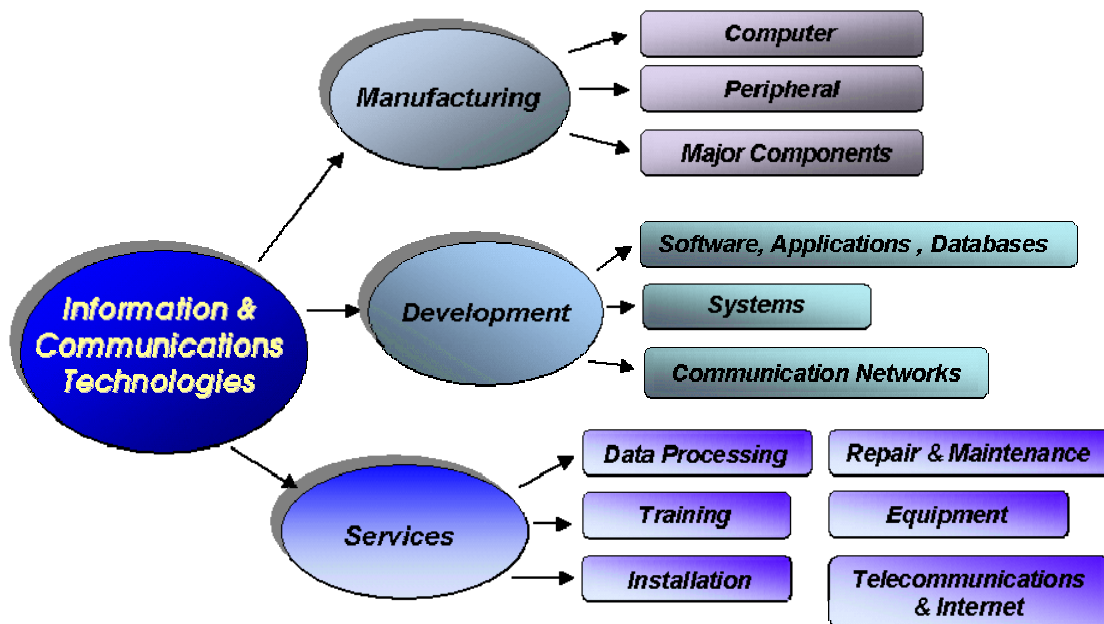 Information &
Communications
Technologies
Manufacturing
Computer
Peripheral
Major Components
Development
Software, Applications , Databases
Systems
Communication Networks
Services
Data Processing
Training
Installation
Repair & Maintenance
Equipment
Telecommunications
& Internet